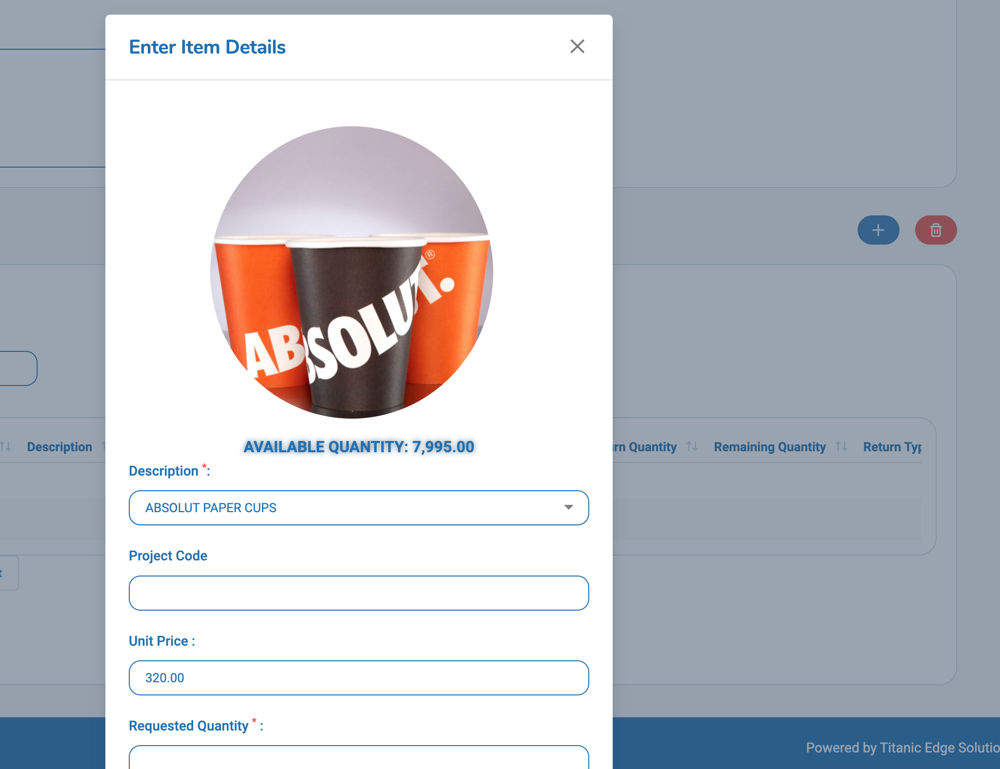 Enter Item Details
ABSOLUT.®
ABSOLUT.
AVAILABLE QUANTITY: 7,995.00
Description *:
ABSOLUT PAPER CUPS
Project Code
Unit Price :
320.00
Requested Quantity * :
Description
rn Quantity
Remaining Quantity
Return Typ
t
Powered by Titanic Edge Solutio